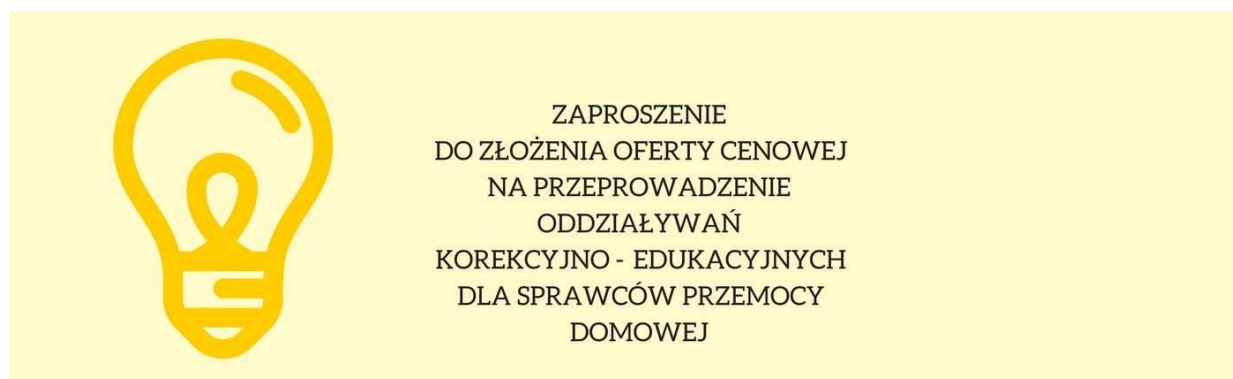 ZAPROSZENIE
DO ZŁOŻENIA OFERTY CENOWEJ
NA PRZEPROWADZENIE
ODDZIAŁYWAŃ
KOREKCYJNO - EDUKACYJNYCH
DLA SPRAWCÓW PRZEMOCY
DOMOWEJ